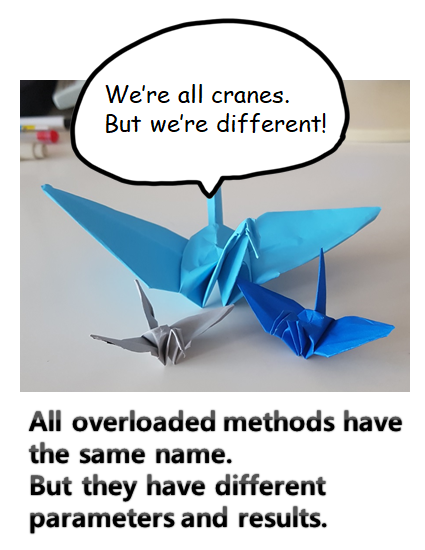 We're all cranes.
But we're different!
All overloaded methods have
the same name.
But they have different
parameters and results.